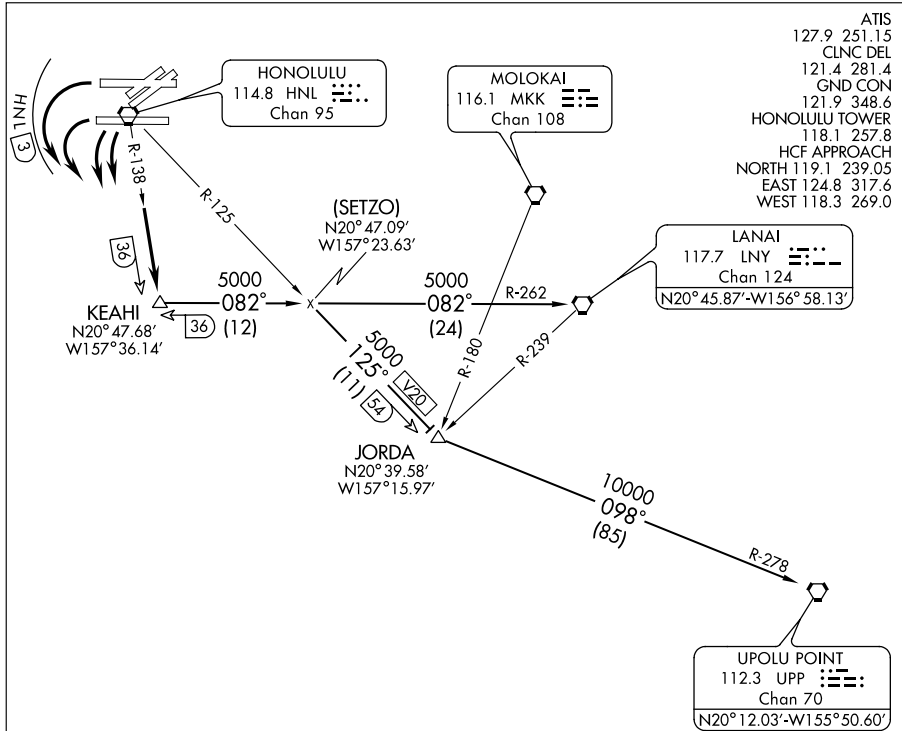 ATIS
127.9 251.15
CLNC DEL
121.4 281.4
GND CON
121.9 348.6
HONOLULU TOWER
118.1 257.8
HCF APPROACH
NORTH 119.1 239.05
EAST 124.8 317.6
WEST 118.3 269.0
HNL 3
HONOLULU
114.8 HNL
Chan 95
MOLOKAI
116.1 MKK
Chan 108
R-138
R-125
(SETZO)
N20°47.09'
W157°23.63'
LANAI
117.7 LNY
Chan 124
N20°45.87'-W156°58.13'
36
KEAHI
N20°47.68'
W157°36.14'
36
5000
082°
(12)
5000
082°
(24)
R-262
R-180
R-239
5000
125°
(11)
V20
54
JORDA
N20°39.58'
W157°15.97'
10000
098°
(85)
R-278
UPOLU POINT
112.3 UPP
Chan 70
N20°12.03'-W155°50.60'